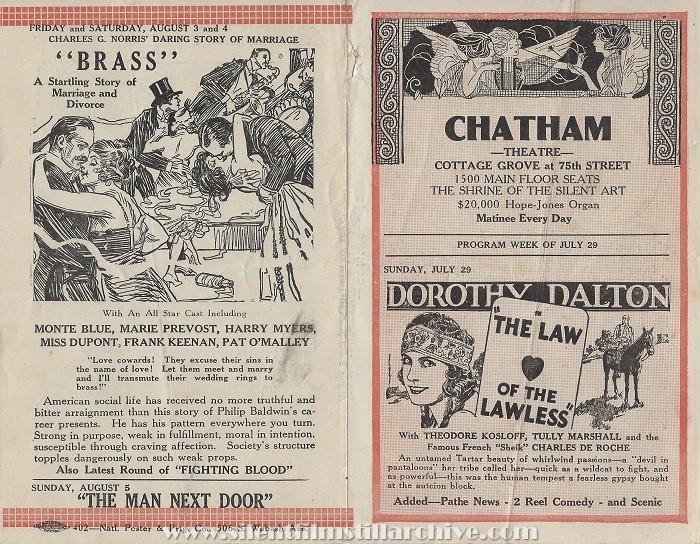 FRIDAY and SATURDAY, AUGUST 3 and 4
CHARLES G. NORRIS' DARING STORY OF MARRIAGE
"BRASS"
A Startling Story of
Marriage and
Divorce
With An All Star Cast Including
MONTE BLUE, MARIE PREVOST, HARRY MYERS,
MISS DUPONT, FRANK KEENAN, PAT O'MALLEY
"Love cowards! They excuse their sins in
the name of love! Let them meet and marry
and I'll transmute their wedding rings to
brass!"
American social life has received no more truthful and
bitter arraignment than this story of Philip Baldwin's ca-
reer presents. He has his pattern everywhere you turn.
Strong in purpose, weak in fulfillment, moral in intention,
susceptible through craving affection. Society's structure
topples dangerously on such weak props.
Also Latest Round of "FIGHTING BLOOD"
SUNDAY, AUGUST 5
"THE MAN NEXT DOOR"
402—Natl. Poster & Prtg. Co., 506 S. Wabash Ave.
CHATHAM
—THEATRE—
COTTAGE GROVE at 75th STREET
1500 MAIN FLOOR SEATS
THE SHRINE OF THE SILENT ART
$20,000 Hope-Jones Organ
Matinee Every Day
PROGRAM WEEK OF JULY 29
SUNDAY, JULY 29
DOROTHY DALTON
"THE LAW
OF THE
LAWLESS"
With THEODORE KOSLOFF, TULLY MARSHALL and the
Famous French "Sheik" CHARLES DE ROCHE
An untamed Tartar beauty of whirlwind passions—a "devil in
pantaloons" her tribe called her—quick as a wildcat to fight, and
as powerful—this was the human tempest a fearless gypsy bought
at the autcion block.
Added—Pathe News - 2 Reel Comedy - and Scenic
www.silentfilmstillarchive.com